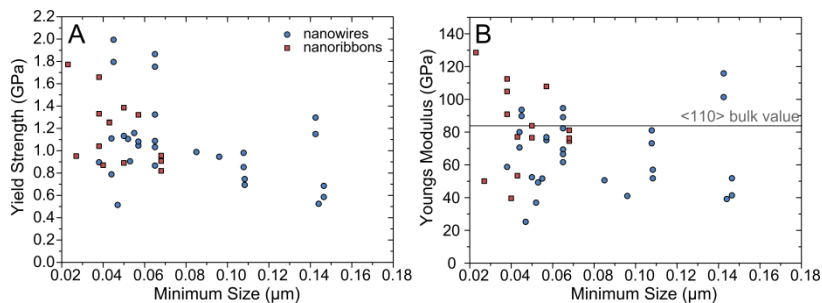 A
nanowires
nanoribbons
Yield Strength (GPa)
2.2
2.0
1.8
1.6
1.4
1.2
1.0
0.8
0.6
0.4
0.2
0.0
0.02 0.04 0.06 0.08 0.10 0.12 0.14 0.16 0.18
Minimum Size (µm)
B
<110> bulk value
Youngs Modulus (GPa)
140
120
100
80
60
40
20
0
0.02 0.04 0.06 0.08 0.10 0.12 0.14 0.16 0.18
Minimum Size (µm)